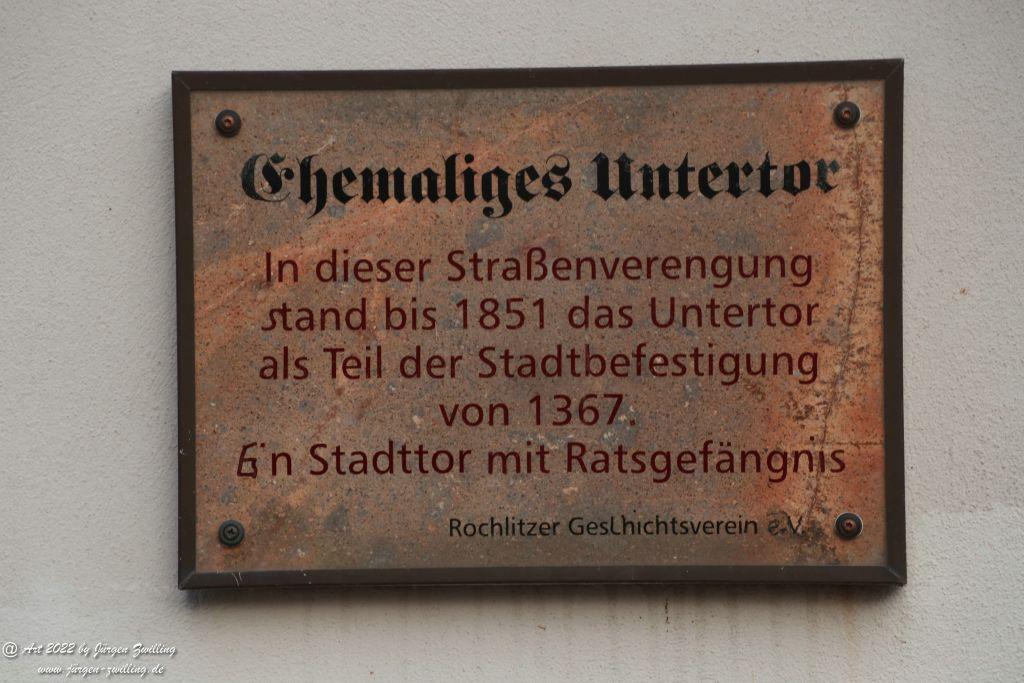 Ehemaliges Untertor
In dieser Straßenverengung
stand bis 1851 das Untertor
als Teil der Stadtbefestigung
von 1367.
Ein Stadttor mit Ratsgefängnis
Rochlitzer Geschichtsverein e.V.
@ Art 2022 by Jürgen Zwilling
www.jürgen-zwilling.de